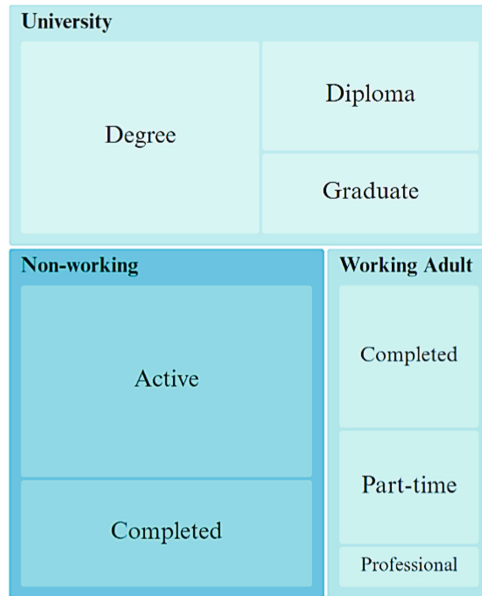 University
Degree
Diploma
Graduate
Non-working
Active
Completed
Working Adult
Completed
Part-time
Professional